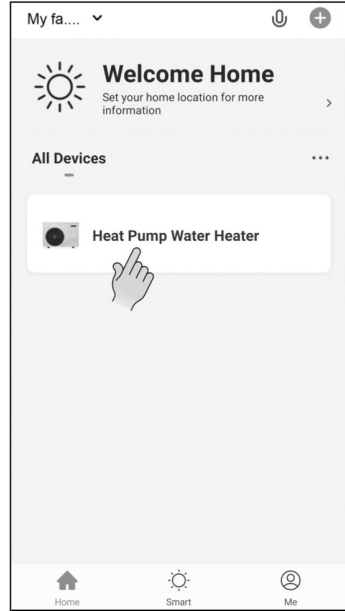 My fa....
Welcome Home
Set your home location for more
information
All Devices
Heat Pump Water Heater
Home
Smart
Me